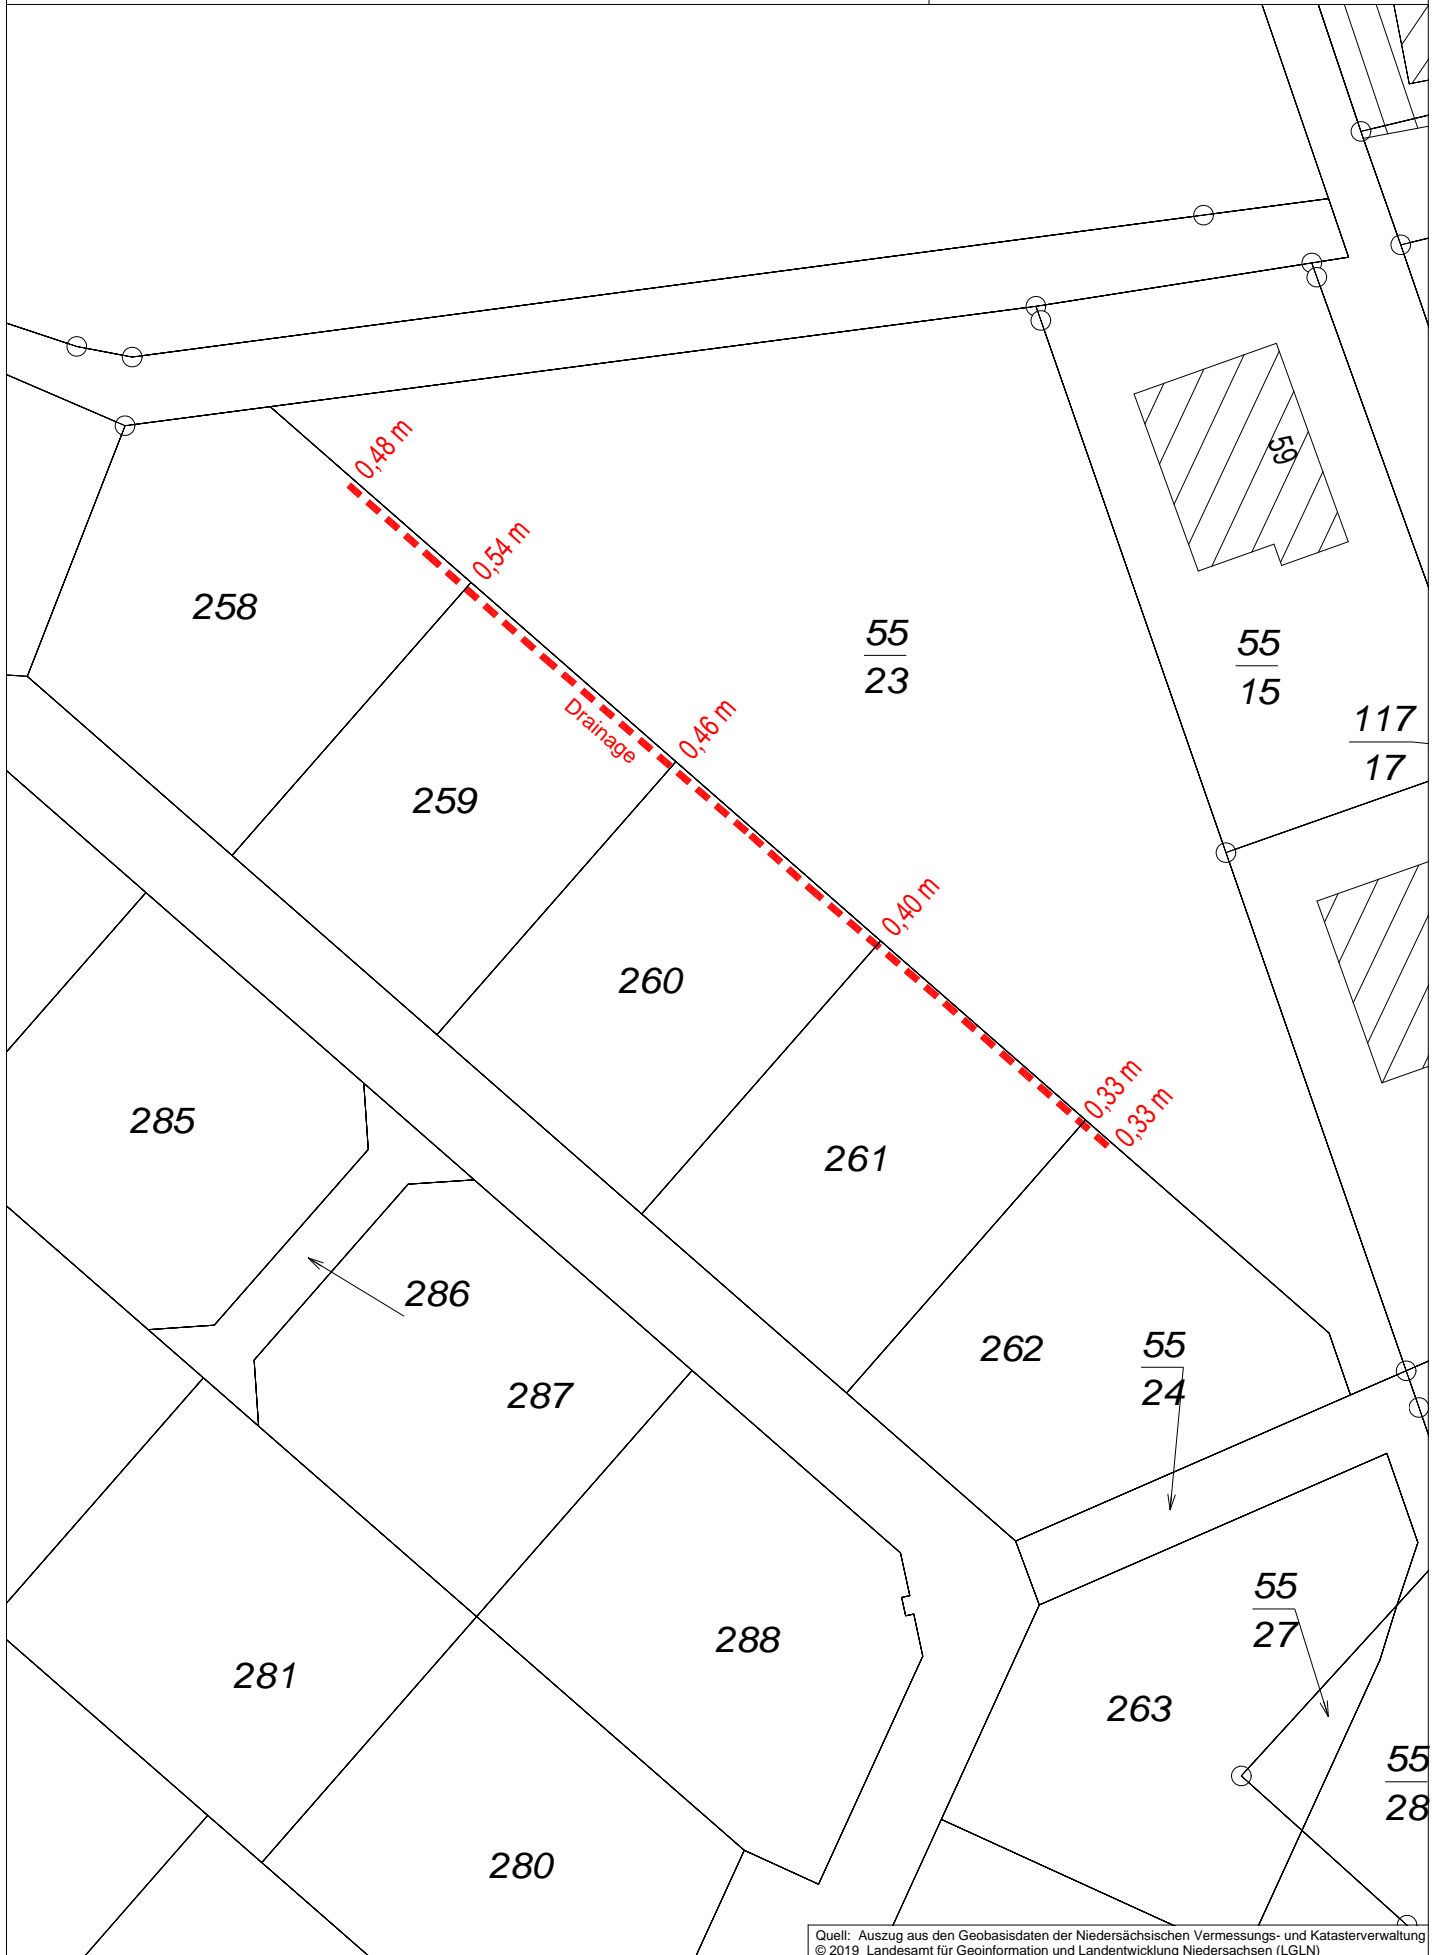 0,48 m
59
0,54 m
258
55
23
55
15
0,46 m
Drainage
117
17
259
0,40 m
260
0,33 m
0,33 m
285
261
286
262
55
24
287
55
27
288
281
263
55
28
280
Quell: Auszug aus den Geobasisdaten der Niedersächsischen Vermessungs- und Katasterverwaltung
© 2019 Landesamt für Geoinformation und Landentwicklung Niedersachsen (LGLN)